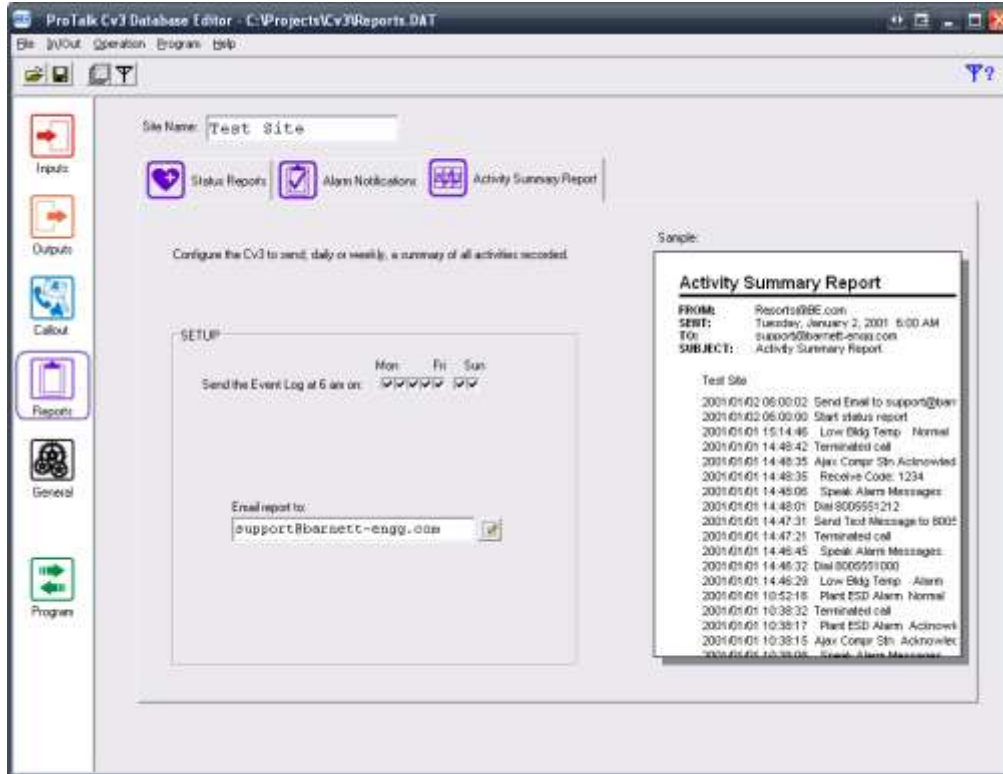 ProTalk Cv3 Database Editor - C:\Projects\Cv3\Reports.DAT
File In/Out Operation Program Help
Site Name: Test Site
Status Reports Alarm Notifications Activity Summary Report
Inputs
Outputs
Callout
Reports
General
Program
Configure the Cv3 to send, daily or weekly, a summary of all activities recorded.
SETUP
Mon Fri Sun
Send the Event Log at 6 am on:
Email report to:
support@barnett-engg.com
Sample:
Activity Summary Report
FROM: Reports@BE.com
SENT: Tuesday, January 2, 2001 6:00 AM
TO: support@barnett-engg.com
SUBJECT: Activity Summary Report
Test Site
2001/01/02 06:00:02 Send Email to support@barn
2001/01/02 06:00:00 Start status report
2001/01/01 15:14:46 Low Bldg Temp Normal
2001/01/01 14:48:42 Terminated call
2001/01/01 14:48:35 Ajax Compr Stn Acknowled
2001/01/01 14:48:35 Receive Code: 1234
2001/01/01 14:48:06 Speak Alarm Messages
2001/01/01 14:48:01 Dial 8005551212
2001/01/01 14:47:31 Send Text Message to 8005
2001/01/01 14:47:21 Terminated call
2001/01/01 14:46:45 Speak Alarm Messages
2001/01/01 14:46:32 Dial 8005551000
2001/01/01 14:46:29 Low Bldg Temp Alarm
2001/01/01 10:52:18 Plant ESD Alarm Normal
2001/01/01 10:38:32 Terminated call
2001/01/01 10:38:17 Plant ESD Alarm Acknowl
2001/01/01 10:38:15 Ajax Compr Stn Acknowlec
2001/01/01 10:38:08 Speak Alarm Messages